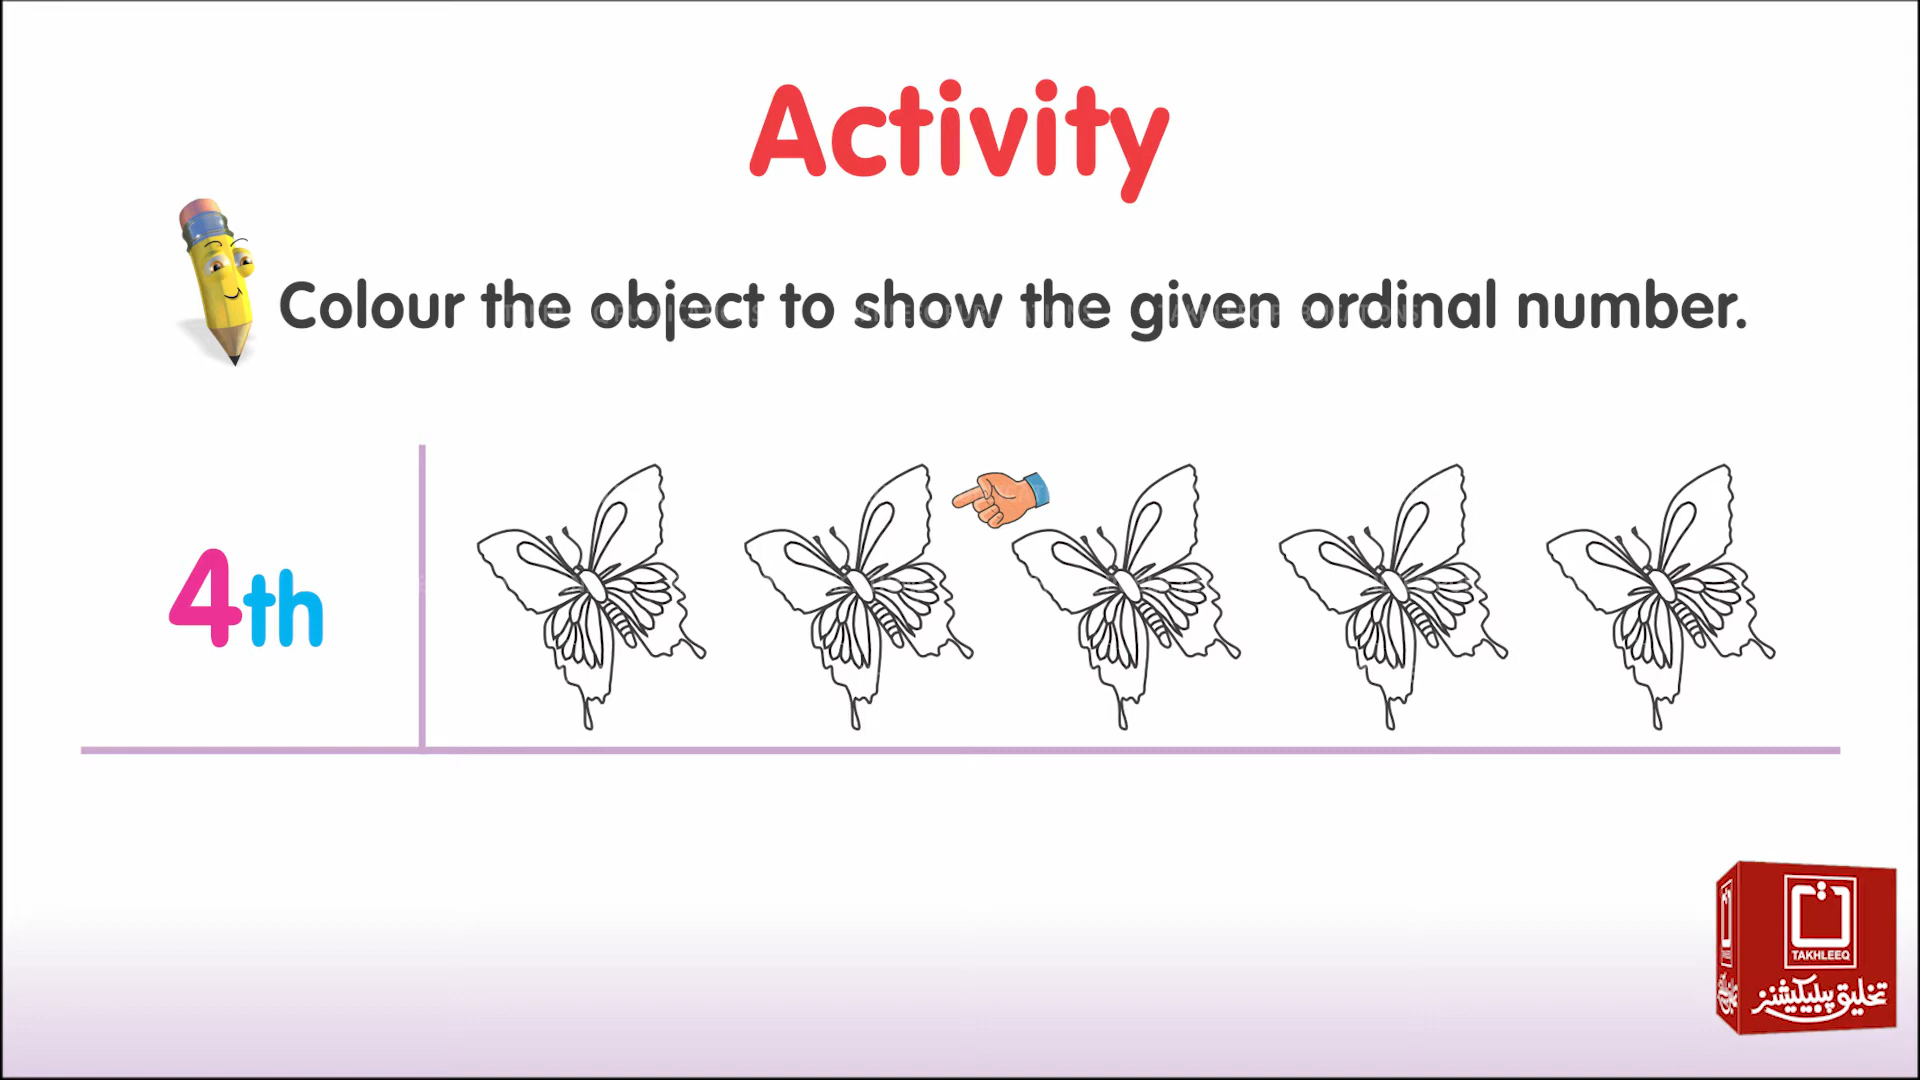 Activity
Colour the object to show the given ordinal number.
4th
TAKHLEEQ
تخلیق پبلیکیشنز